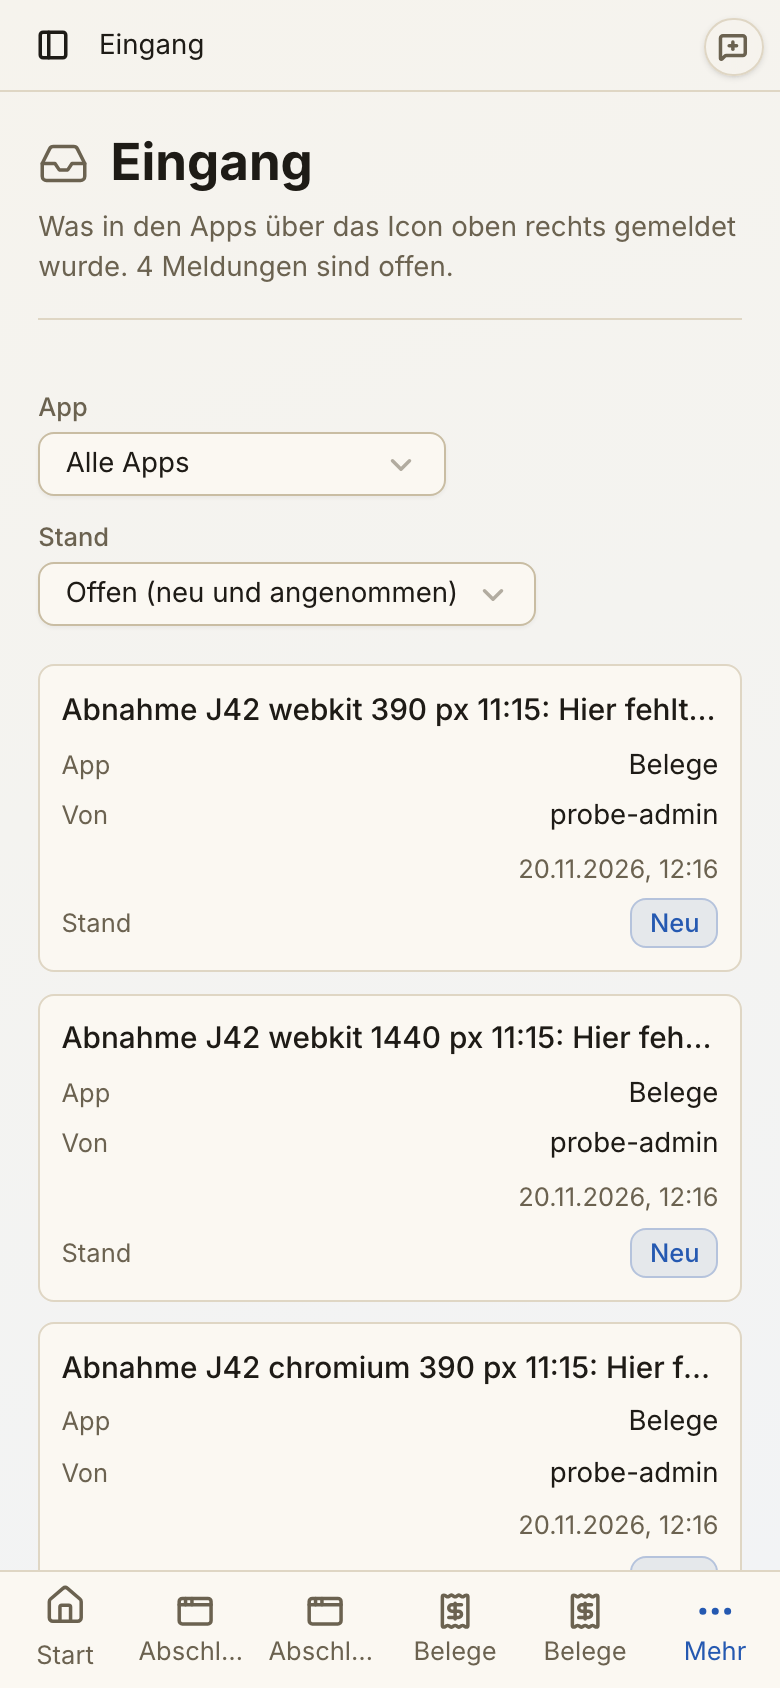 Eingang
Eingang
Was in den Apps über das Icon oben rechts gemeldet
wurde. 4 Meldungen sind offen.
App
Alle Apps
Stand
Offen (neu und angenommen)
Abnahme J42 webkit 390 px 11:15: Hier fehlt...
App Belege
Von probe-admin
20.11.2026, 12:16
Stand Neu
Abnahme J42 webkit 1440 px 11:15: Hier feh...
App Belege
Von probe-admin
20.11.2026, 12:16
Stand Neu
Abnahme J42 chromium 390 px 11:15: Hier f...
App Belege
Von probe-admin
20.11.2026, 12:16
Start Abschl... Abschl... Belege Belege Mehr